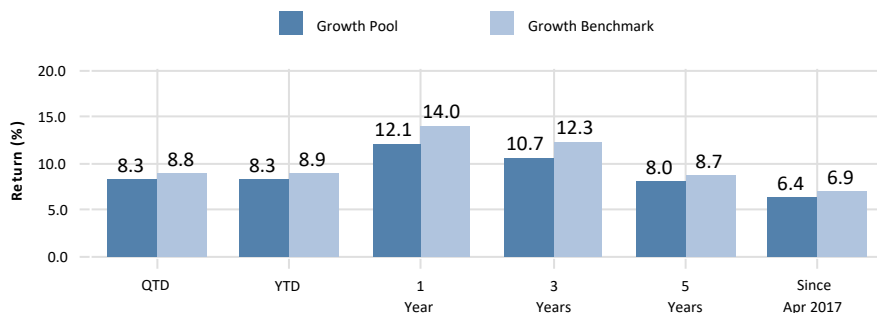 Growth Pool Growth Benchmark
Return (%)
20.0
15.0
10.0
5.0
0.0
8.3 8.8 8.3 8.9 12.1 14.0 10.7 12.3 8.0 8.7 6.4 6.9
QTD YTD 1 3 5 Since
Year Years Years Apr 2017